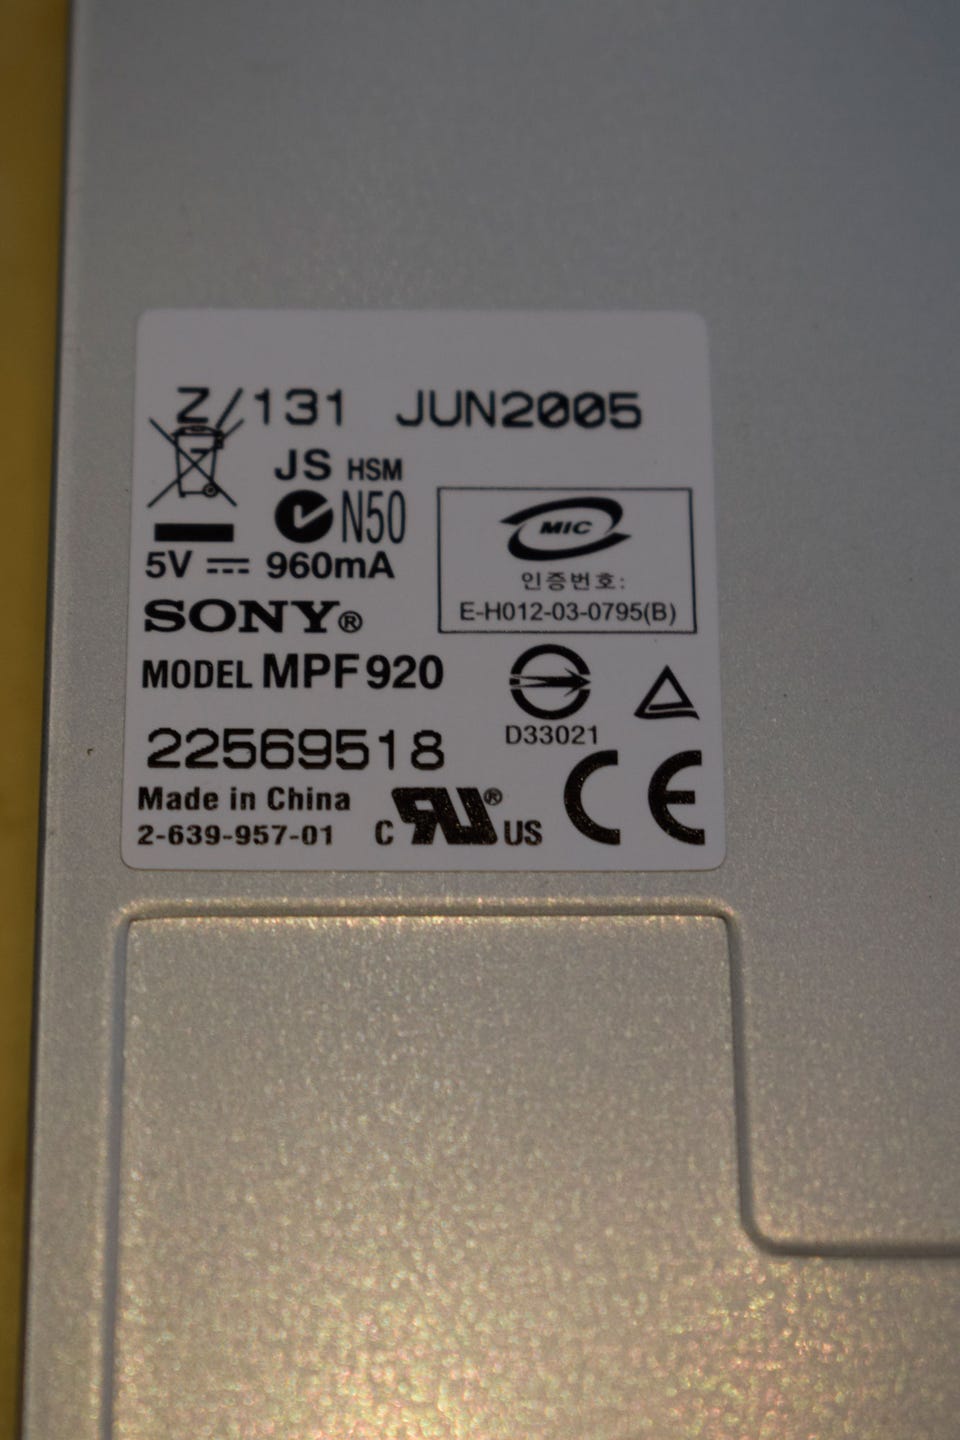 Z/131 JUN2005
JS HSM
N50
5V ⎓ 960mA
SONY®
MODEL MPF920
22569518
Made in China
2-639-957-01
MIC
인증번호:
E-H012-03-0795(B)
D33021
C RU® US
CE